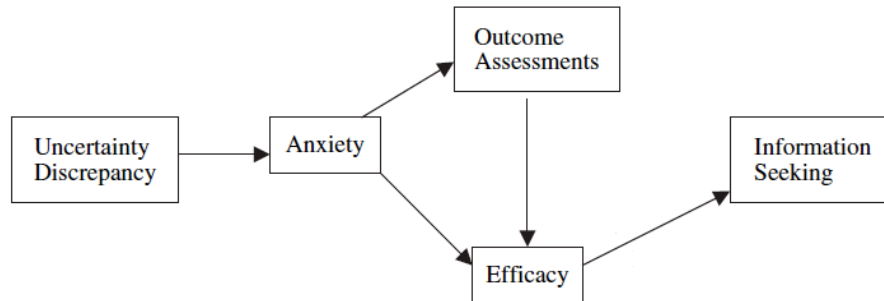 Outcome
Assessments
Uncertainty
Discrepancy
Anxiety
Information
Seeking
Efficacy